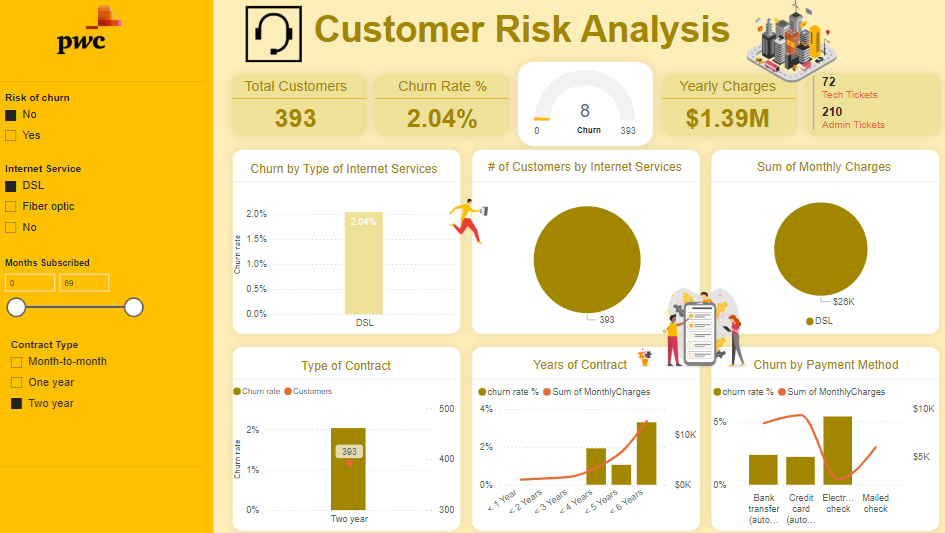 pwc
Customer Risk Analysis
Risk of churn
No
Yes
Internet Service
DSL
Fiber optic
No
Months Subscribed
0 69
Contract Type
Month-to-month
One year
Two year
Total Customers
393
Churn Rate %
2.04%
8
0 Churn 393
Yearly Charges
$1.39M
72
Tech Tickets
210
Admin Tickets
Churn by Type of Internet Services
Churn rate
2.0%
1.5%
1.0%
0.5%
0.0%
2.04%
DSL
# of Customers by Internet Services
393
Sum of Monthly Charges
$26K
DSL
Type of Contract
Churn rate Customers
Churn rate
2%
1%
0%
393
500
400
300
Two year
Years of Contract
churn rate % Sum of MonthlyCharges
4%
2%
0%
$10K
$0K
< 1 Year
< 2 Years
< 3 Years
< 4 Years
< 5 Years
< 6 Years
Churn by Payment Method
churn rate % Sum of MonthlyCharges
4%
2%
0%
$10K
$5K
Bank
transfer
(auto...
Credit
card
(auto...
Electr...
check
Mailed
check